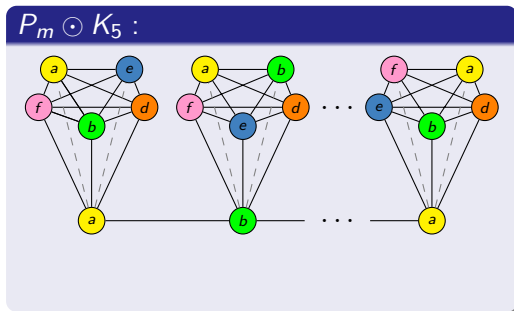 P_m ⊙ K_5 :
a e a b f a
f d f d e d
b e b
· · ·
a b a
· · ·